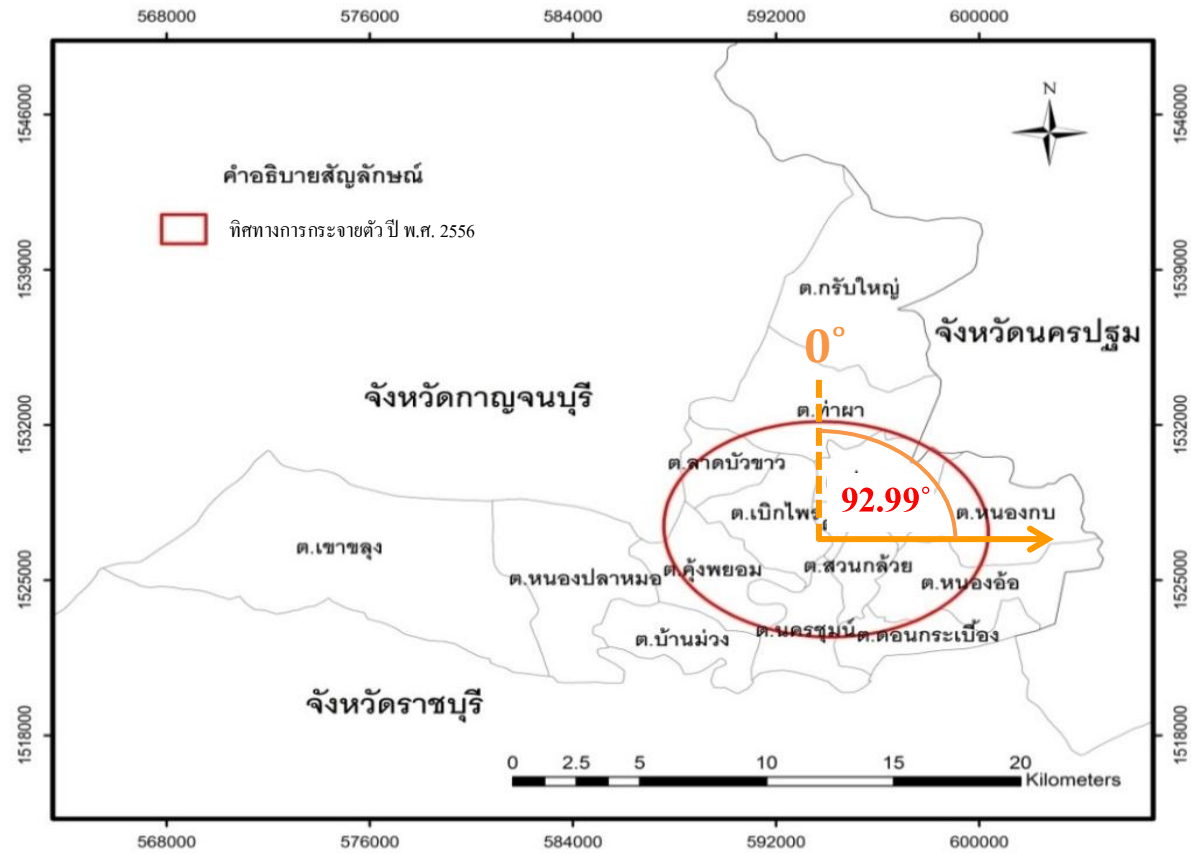 568000 576000 584000 592000 600000
N
1546000 1546000
คำอธิบายสัญลักษณ์
ทิศทางการกระจายตัว ปี พ.ศ. 2556
1539000 1539000
ต.กรับใหญ่
จังหวัดนครปฐม
0°
จังหวัดกาญจนบุรี
ต.ท่าผา
1532000 1532000
ต.ลาดบัวขาว
92.99°
ต.เบิกไพร
ต.หนองกบ
ต.เขาขลุง
ต.สวนกล้วย
ต.คุ้งพยอม
ต.หนองปลาหมอ
ต.หนองอ้อ
1525000 1525000
ต.นครชุมน์
ต.ดอนกระเบื้อง
ต.บ้านม่วง
จังหวัดราชบุรี
1518000 1518000
0 2.5 5 10 15 20
Kilometers
568000 576000 584000 592000 600000